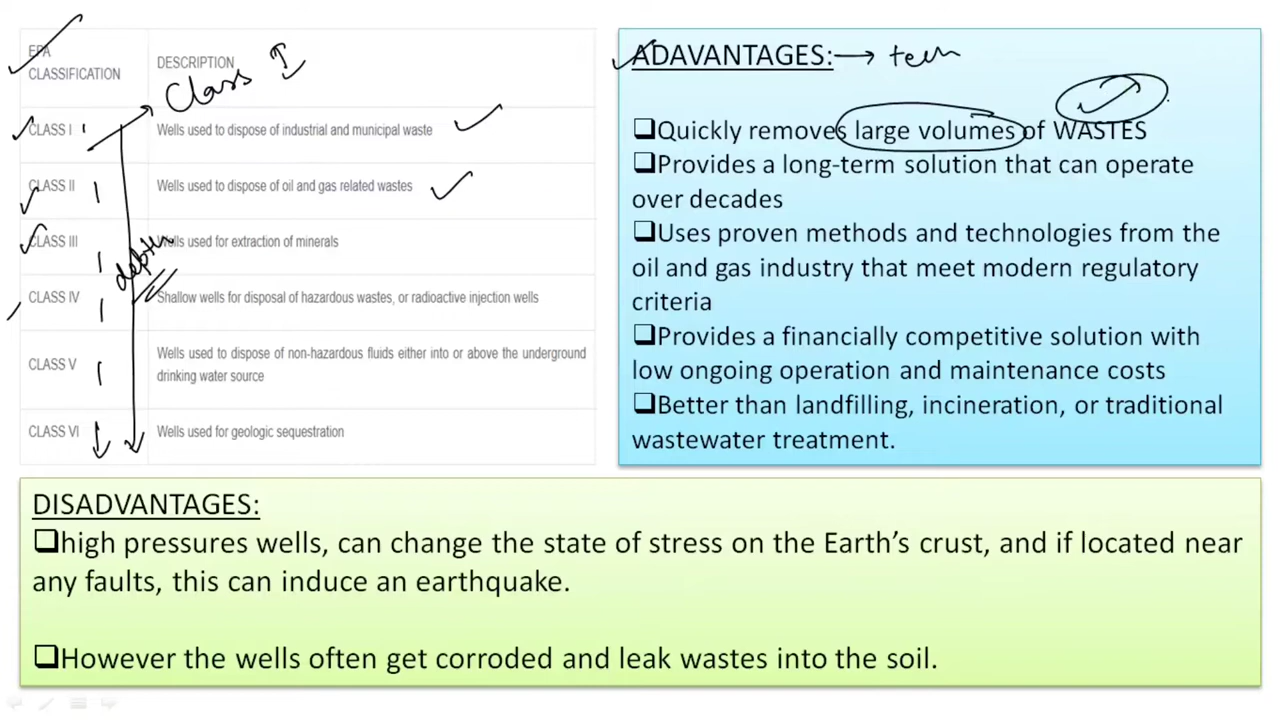 EPA CLASSIFICATION
DESCRIPTION
Class I
CLASS I
Wells used to dispose of industrial and municipal waste
CLASS II
Wells used to dispose of oil and gas related wastes
CLASS III
Wells used for extraction of minerals
CLASS IV
Shallow wells for disposal of hazardous wastes, or radioactive injection wells
CLASS V
Wells used to dispose of non-hazardous fluids either into or above the underground
drinking water source
CLASS VI
Wells used for geologic sequestration
ADAVANTAGES:
❑Quickly removes large volumes of WASTES
❑Provides a long-term solution that can operate
over decades
❑Uses proven methods and technologies from the
oil and gas industry that meet modern regulatory
criteria
❑Provides a financially competitive solution with
low ongoing operation and maintenance costs
❑Better than landfilling, incineration, or traditional
wastewater treatment.
DISADVANTAGES:
❑high pressures wells, can change the state of stress on the Earth's crust, and if located near
any faults, this can induce an earthquake.
❑However the wells often get corroded and leak wastes into the soil.